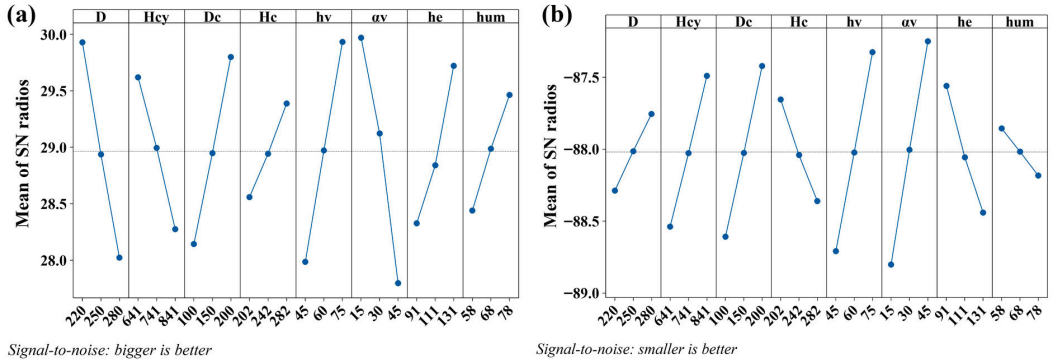 (a)
D Hcy Dc Hc hv αv he hum
Mean of SN radios
30.0
29.5
29.0
28.5
28.0
220 250 280 641 741 841 100 150 200 202 242 282 45 60 75 15 30 45 91 111 131 58 68 78
Signal-to-noise: bigger is better
(b)
D Hcy Dc Hc hv αv he hum
Mean of SN radios
−87.5
−88.0
−88.5
−89.0
220 250 280 641 741 841 100 150 200 202 242 282 45 60 75 15 30 45 91 111 131 58 68 78
Signal-to-noise: smaller is better